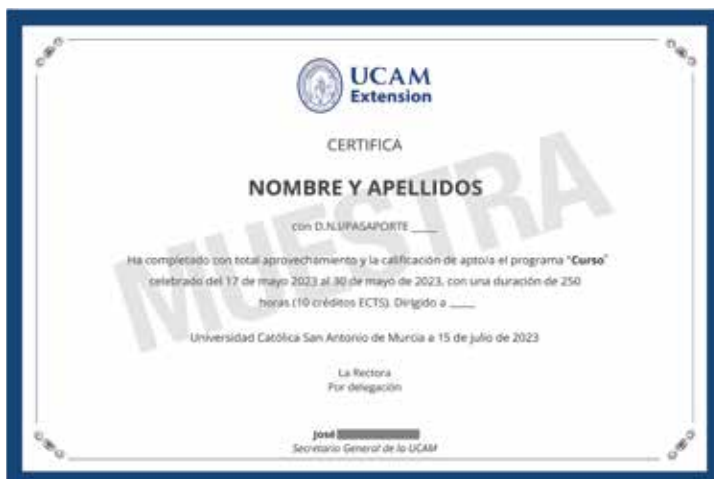 UCAM
Extension
CERTIFICA
NOMBRE Y APELLIDOS
con D.N.I/PASAPORTE ____
Ha completado con total aprovechamiento y la calificación de apto/a el programa "Curso"
celebrado del 17 de mayo 2023 al 30 de mayo de 2023, con una duración de 250
horas (10 créditos ECTS). Dirigido a ____
MUESTRA
Universidad Católica San Antonio de Murcia a 15 de julio de 2023
La Rectora
Por delegación
José
Secretario General de la UCAM